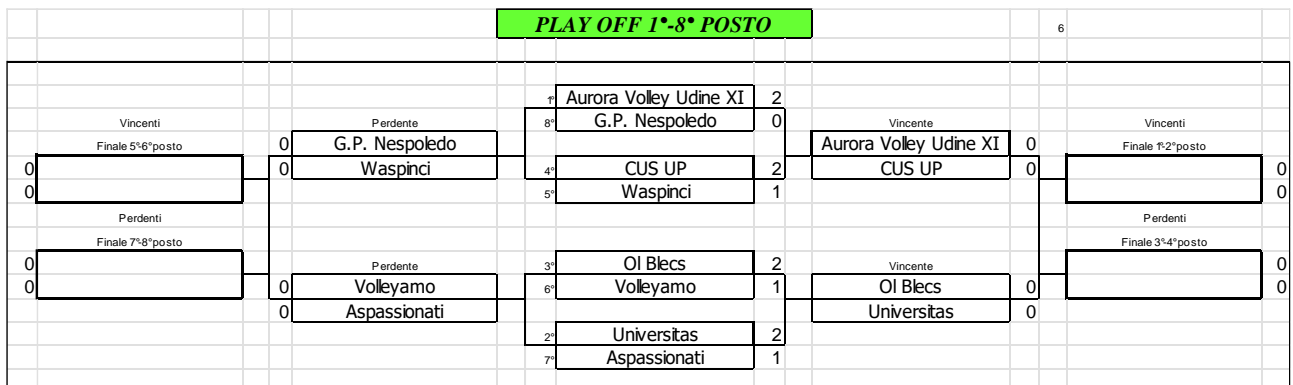 PLAY OFF 1°-8° POSTO
6
1° Aurora Volley Udine XI 2
Vincenti Perdente 8° G.P. Nespoledo 0 Vincente Vincenti
Finale 5°-6°posto 0 G.P. Nespoledo Aurora Volley Udine XI 0 Finale 1°-2°posto
0 0 Waspinci 4° CUS UP 2 CUS UP 0 0
0 5° Waspinci 1 0
Perdenti Perdenti
Finale 7°-8°posto Finale 3°-4°posto
0 Perdente 3° Ol Blecs 2 Vincente 0
0 0 Volleyamo 6° Volleyamo 1 Ol Blecs 0 0
0 Aspassionati Universitas 0
2° Universitas 2
7° Aspassionati 1